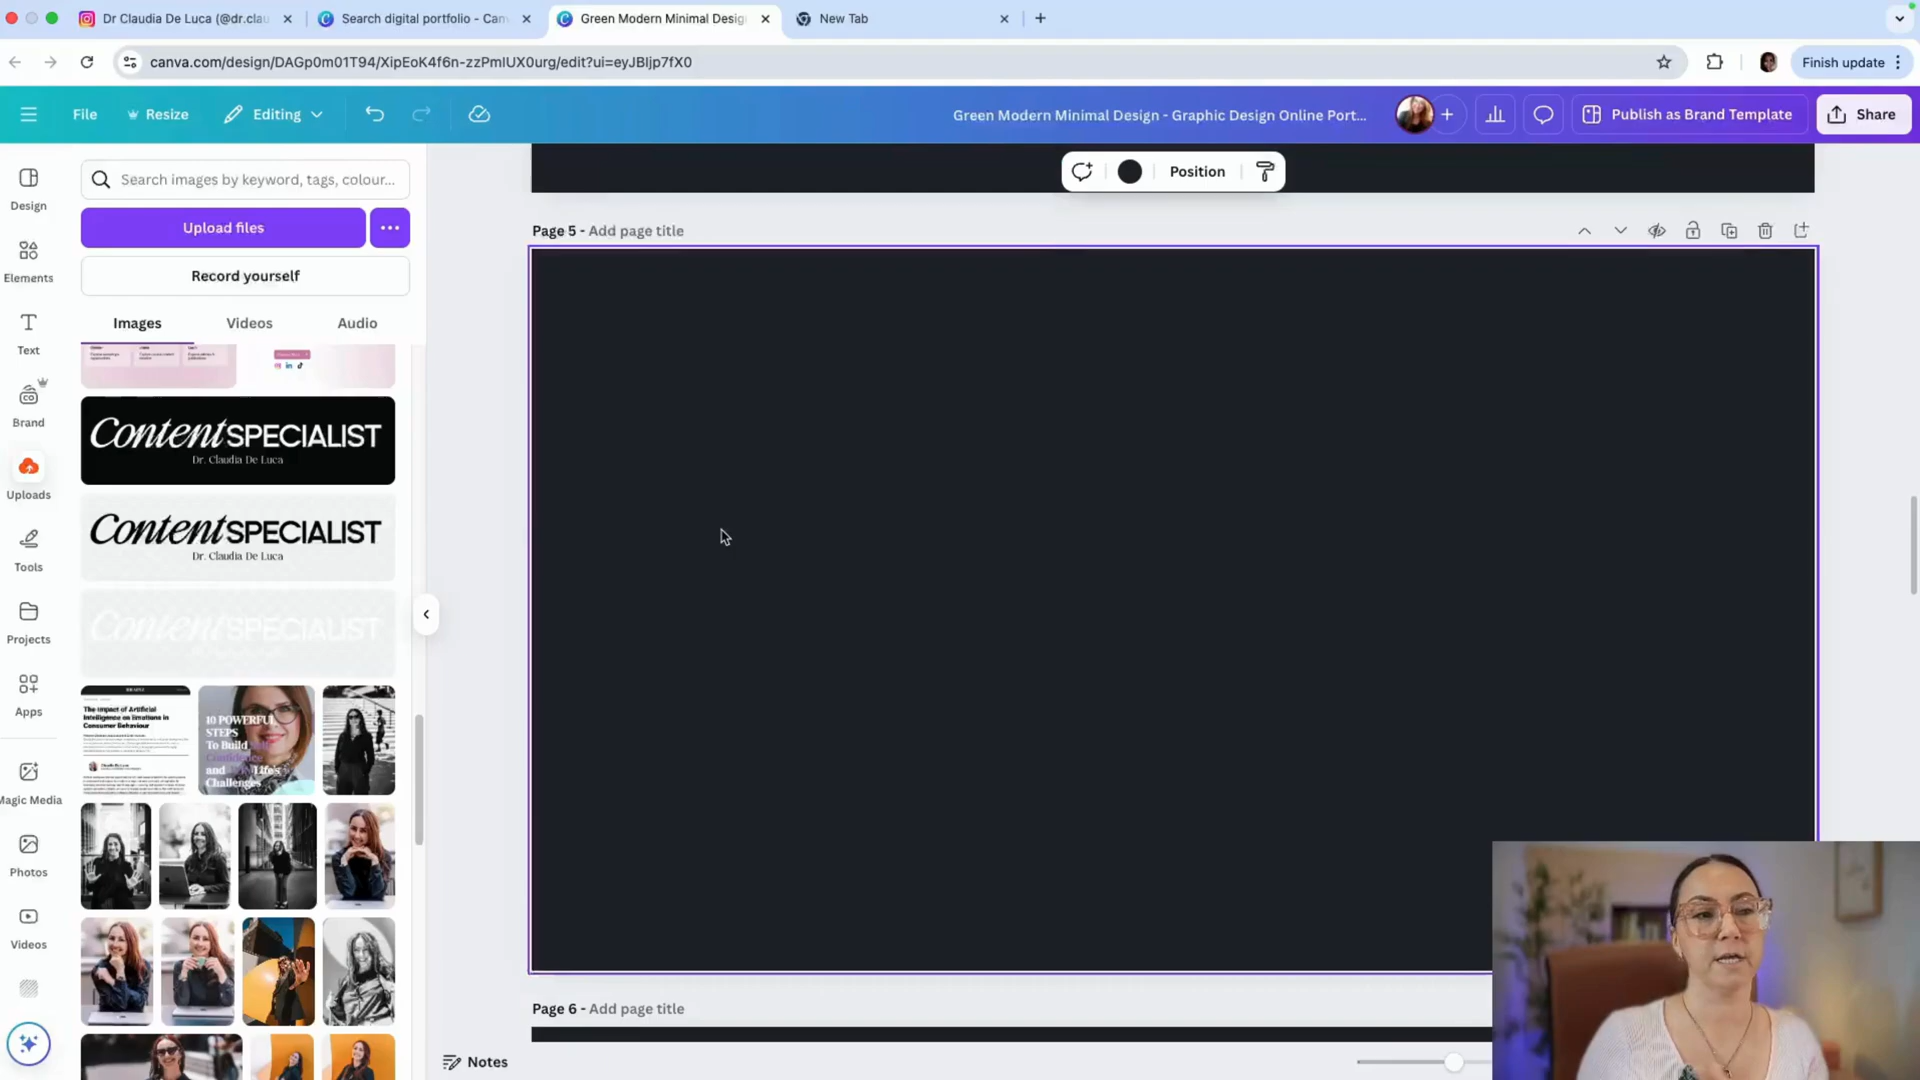 Dr Claudia De Luca (@dr.clau
Search digital portfolio - Can
Green Modern Minimal Desig
New Tab
canva.com/design/DAGp0m01T94/XipEoK4f6n-zzPmlUX0urg/edit?ui=eyJBIjp7fX0
Finish update
File
Resize
Editing
Green Modern Minimal Design - Graphic Design Online Port...
Publish as Brand Template
Share
Design
Elements
Text
Brand
Uploads
Tools
Projects
Apps
Magic Media
Photos
Videos
Search images by keyword, tags, colour...
Upload files
Record yourself
Images
Videos
Audio
Content SPECIALIST
Dr. Claudia De Luca
Content SPECIALIST
Dr. Claudia De Luca
Content SPECIALIST
The Impact of Artificial
Intelligence on Emotions in
Consumer Behaviour
10 POWERFUL
STEPS
To Build
Confidence
and
Life's
Challenges
Position
Page 5 - Add page title
Page 6 - Add page title
Notes